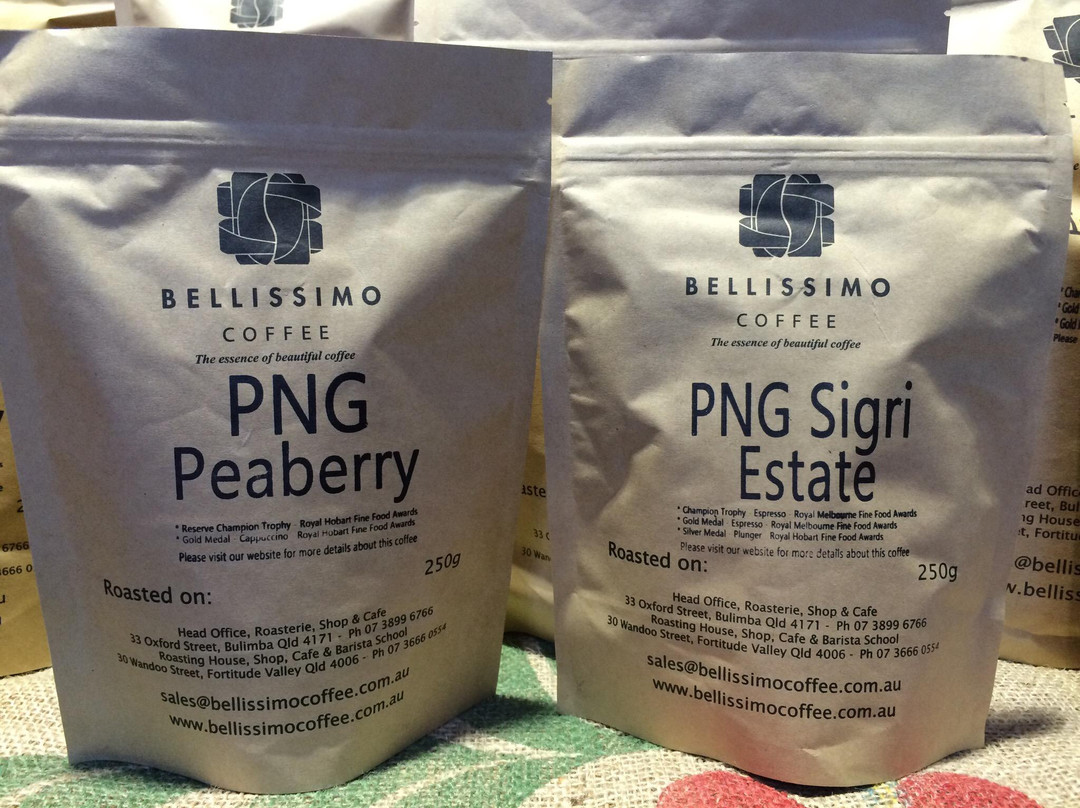 BELLISSIMO
COFFEE
The essence of beautiful coffee
PNG
Peaberry
* Reserve Champion Trophy - Royal Hobart Fine Food Awards
* Gold Medal - Cappuccino Royal Hobart Fine Food Awards
Please visit our website for more details about this coffee
250g
Roasted on:
Head Office, Roasterie, Shop & Cafe
33 Oxford Street, Bulimba Qld 4171 - Ph 07 3899 6766
Roasting House, Shop, Cafe & Barista School
30 Wandoo Street, Fortitude Valley Qld 4006 - Ph 07 3666 0554
sales@bellissimocoffee.com.au
www.bellissimocoffee.com.au
BELLISSIMO
COFFEE
The essence of beautiful coffee
PNG Sigri
Estate
* Champion Trophy - Espresso - Royal Melbourne Fine Food Awards
* Gold Medal - Espresso - Royal Melbourne Fine Food Awards
* Silver Medal - Plunger - Royal Hobart Fine Food Awards
Please visit our website for more details about this coffee
Roasted on:
250g
Head Office, Roasterie, Shop & Cafe
33 Oxford Street, Bulimba Qld 4171 - Ph 07 3899 6766
Roasting House, Shop, Cafe & Barista School
30 Wandoo Street, Fortitude Valley Qld 4006 - Ph 07 3666 0554
sales@bellissimocoffee.com.au
www.bellissimocoffee.com.au